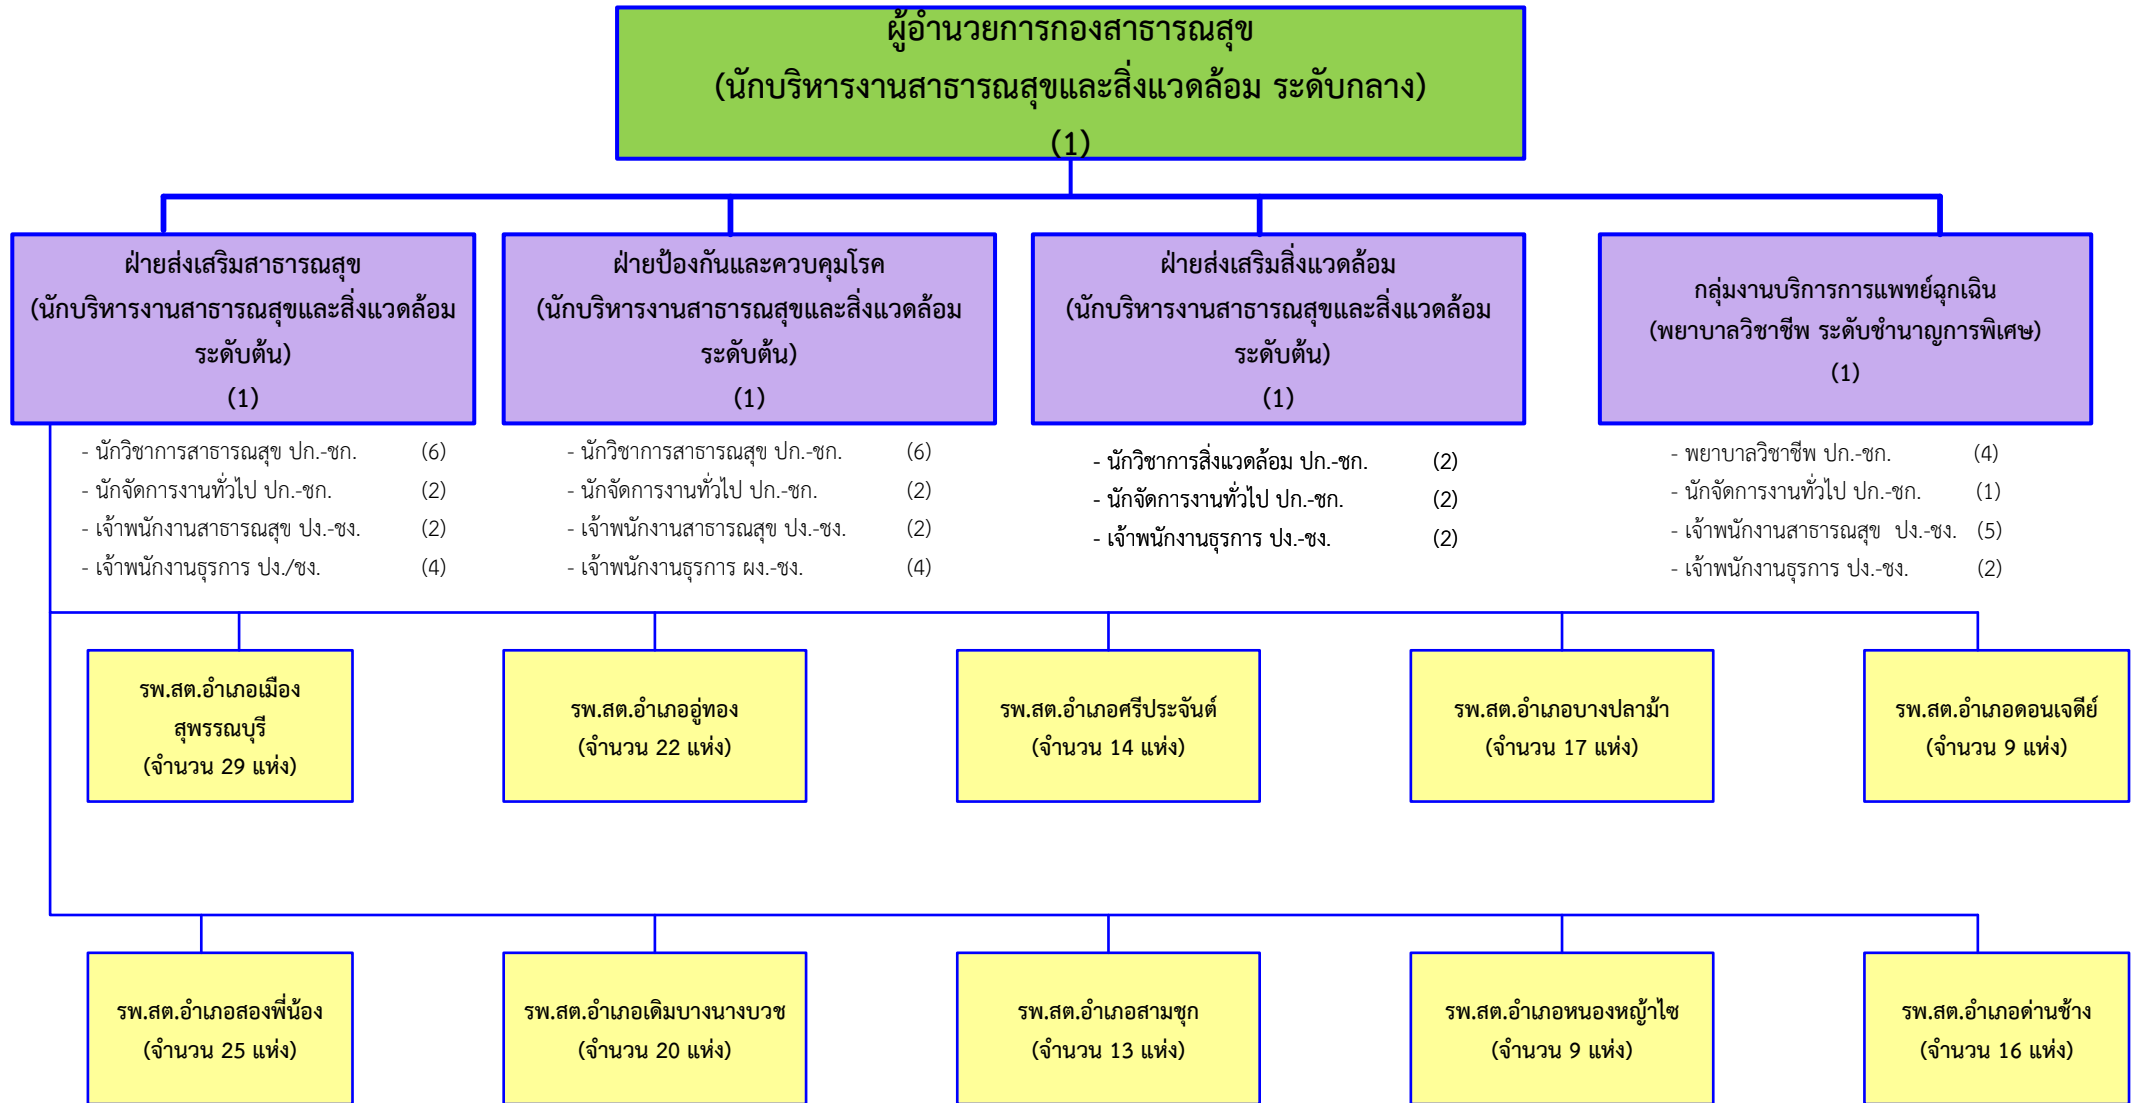 ผู้อำนวยการกองสาธารณสุข
(นักบริหารงานสาธารณสุขและสิ่งแวดล้อม ระดับกลาง)
(1)
ฝ่ายส่งเสริมสาธารณสุข
(นักบริหารงานสาธารณสุขและสิ่งแวดล้อม
ระดับต้น)
(1)
ฝ่ายป้องกันและควบคุมโรค
(นักบริหารงานสาธารณสุขและสิ่งแวดล้อม
ระดับต้น)
(1)
ฝ่ายส่งเสริมสิ่งแวดล้อม
(นักบริหารงานสาธารณสุขและสิ่งแวดล้อม
ระดับต้น)
(1)
กลุ่มงานบริการการแพทย์ฉุกเฉิน
(พยาบาลวิชาชีพ ระดับชำนาญการพิเศษ)
(1)
- นักวิชาการสาธารณสุข ปก.-ชก. (6)
- นักจัดการงานทั่วไป ปก.-ชก. (2)
- เจ้าพนักงานสาธารณสุข ปง.-ชง. (2)
- เจ้าพนักงานธุรการ ปง./ชง. (4)
- นักวิชาการสาธารณสุข ปก.-ชก. (6)
- นักจัดการงานทั่วไป ปก.-ชก. (2)
- เจ้าพนักงานสาธารณสุข ปง.-ชง. (2)
- เจ้าพนักงานธุรการ ผง.-ชง. (4)
- นักวิชาการสิ่งแวดล้อม ปก.-ชก. (2)
- นักจัดการงานทั่วไป ปก.-ชก. (2)
- เจ้าพนักงานธุรการ ปง.-ชง. (2)
- พยาบาลวิชาชีพ ปก.-ชก. (4)
- นักจัดการงานทั่วไป ปก.-ชก. (1)
- เจ้าพนักงานสาธารณสุข ปง.-ชง. (5)
- เจ้าพนักงานธุรการ ปง.-ชง. (2)
รพ.สต.อำเภอเมือง
สุพรรณบุรี
(จำนวน 29 แห่ง)
รพ.สต.อำเภออู่ทอง
(จำนวน 22 แห่ง)
รพ.สต.อำเภอศรีประจันต์
(จำนวน 14 แห่ง)
รพ.สต.อำเภอบางปลาม้า
(จำนวน 17 แห่ง)
รพ.สต.อำเภอดอนเจดีย์
(จำนวน 9 แห่ง)
รพ.สต.อำเภอสองพี่น้อง
(จำนวน 25 แห่ง)
รพ.สต.อำเภอเดิมบางนางบวช
(จำนวน 20 แห่ง)
รพ.สต.อำเภอสามชุก
(จำนวน 13 แห่ง)
รพ.สต.อำเภอหนองหญ้าไซ
(จำนวน 9 แห่ง)
รพ.สต.อำเภอด่านช้าง
(จำนวน 16 แห่ง)